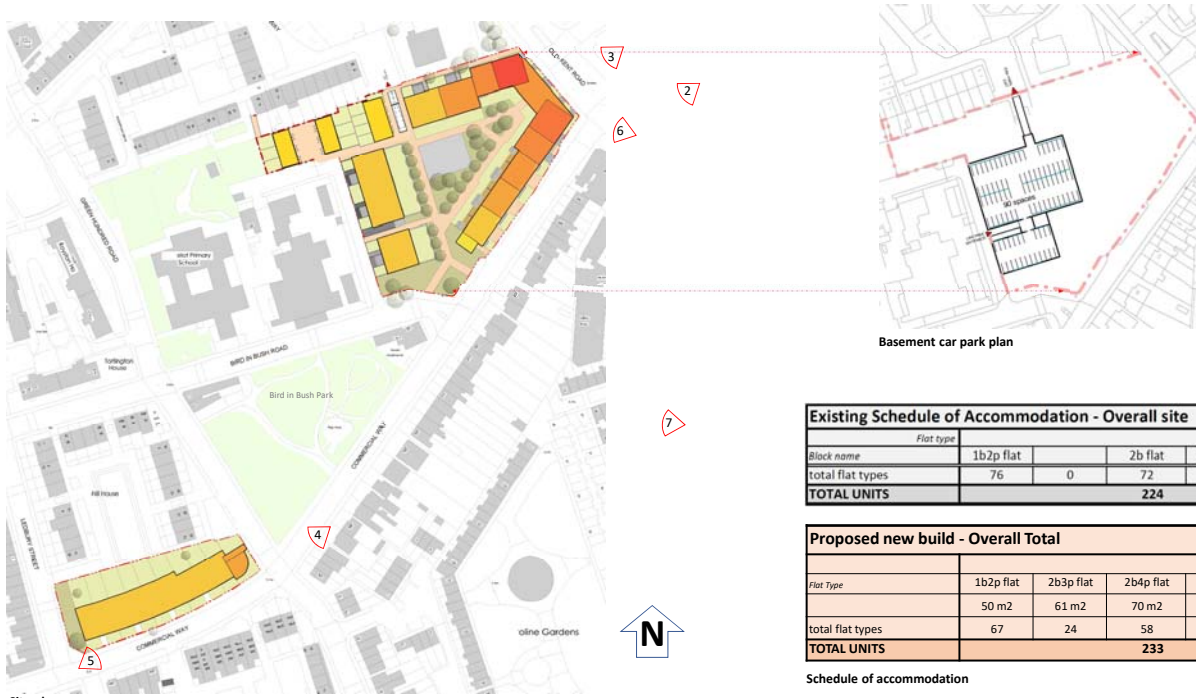 WAY
OLD KENT ROAD
3
2
6
GREEN HUNDRED ROAD
Primary
School
Tortington
House
BIRD IN BUSH ROAD
Bird in Bush Park
COMMERCIAL WAY
7
4
LEDBURY STREET
House
COMMERCIAL WAY
5
oline Gardens
N
90 spaces
Basement car park plan
Existing Schedule of Accommodation - Overall site
Flat type
Block name 1b2p flat 2b flat
total flat types 76 0 72
TOTAL UNITS 224
Proposed new build - Overall Total
Flat Type 1b2p flat 2b3p flat 2b4p flat
50 m2 61 m2 70 m2
total flat types 67 24 58
TOTAL UNITS 233
Schedule of accommodation